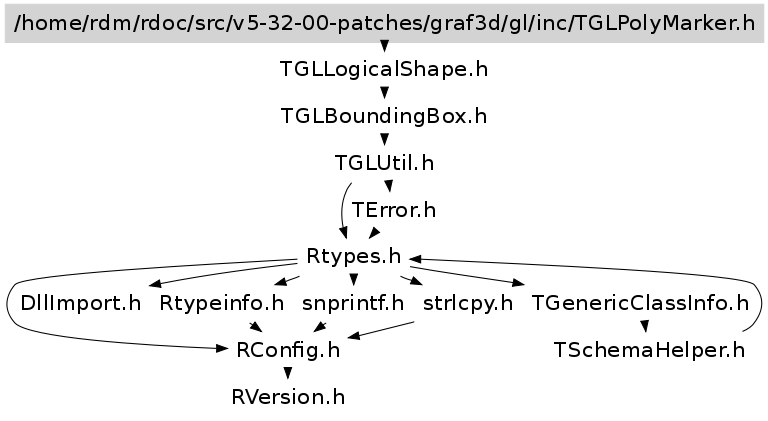 /home/rdm/rdoc/src/v5-32-00-patches/graf3d/gl/inc/TGLPolyMarker.h
TGLLogicalShape.h
TGLBoundingBox.h
TGLUtil.h
TError.h
Rtypes.h
DllImport.h Rtypeinfo.h snprintf.h strlcpy.h TGenericClassInfo.h
RConfig.h TSchemaHelper.h
RVersion.h